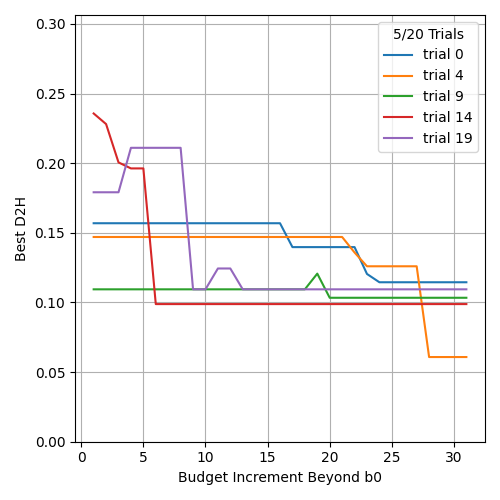 5/20 Trials
trial 0
trial 4
trial 9
trial 14
trial 19
Best D2H
0.30
0.25
0.20
0.15
0.10
0.05
0.00
0 5 10 15 20 25 30
Budget Increment Beyond b0